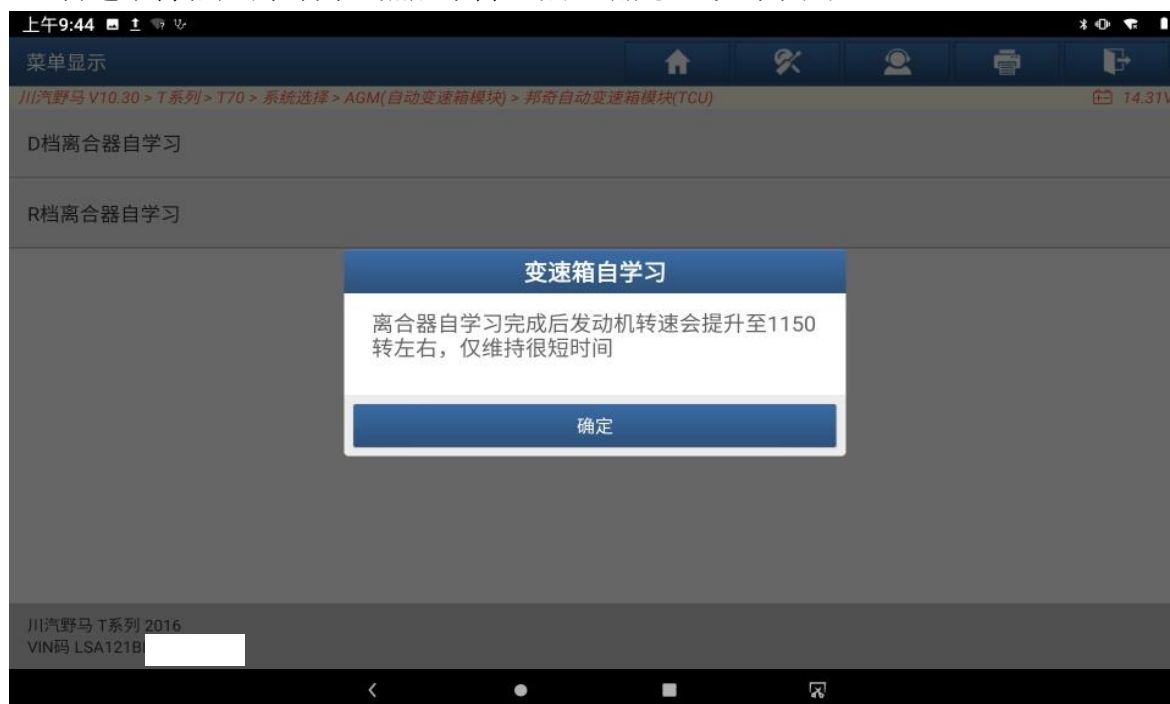 上午9:44
菜单显示
川汽野马 V10.30 > T系列 > T70 > 系统选择 > AGM(自动变速箱模块) > 邦奇自动变速箱模块(TCU)
14.31V
D档离合器自学习
R档离合器自学习
变速箱自学习
离合器自学习完成后发动机转速会提升至1150
转左右，仅维持很短时间
确定
川汽野马 T系列 2016
VIN码 LSA121B